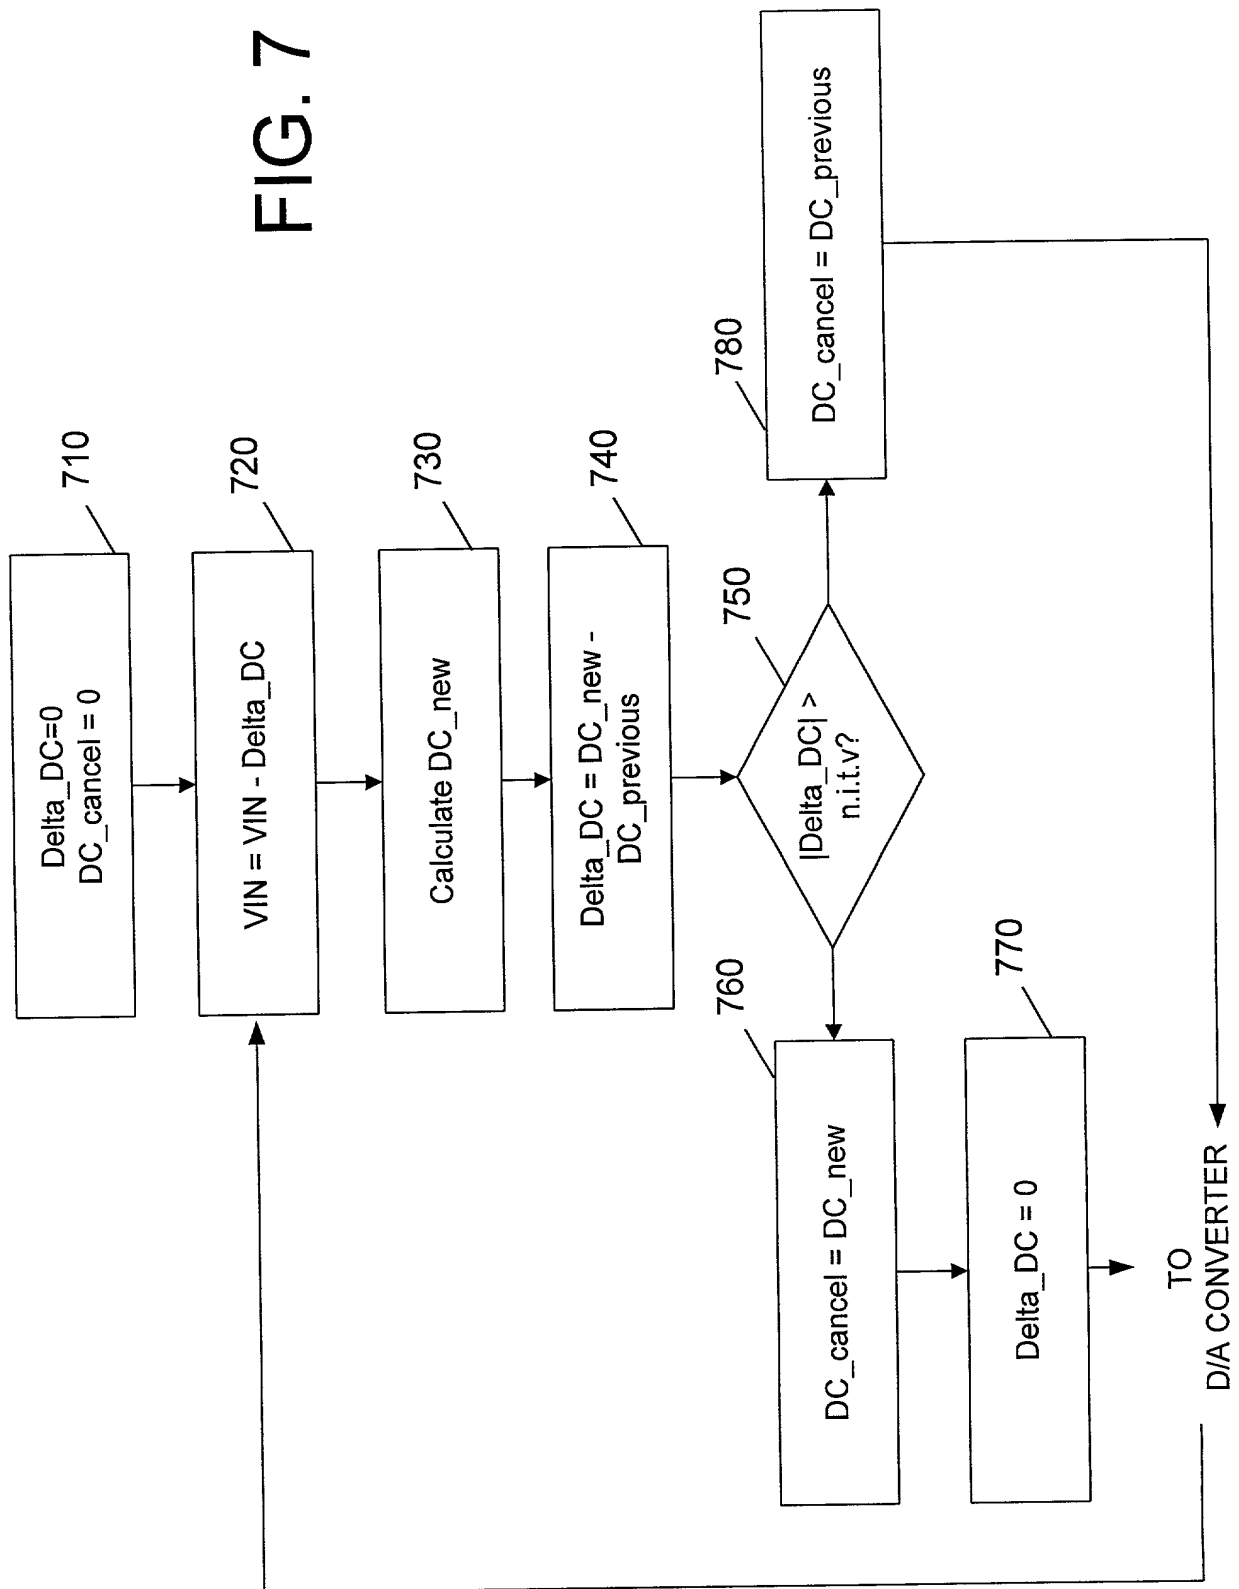 FIG. 7
710
Delta_DC=0
DC_cancel = 0
720
VIN = VIN - Delta_DC
730
Calculate DC_new
740
Delta_DC = DC_new -
DC_previous
750
|Delta_DC| >
n.i.t.v?
760
DC_cancel = DC_new
770
Delta_DC = 0
780
DC_cancel = DC_previous
TO
D/A CONVERTER